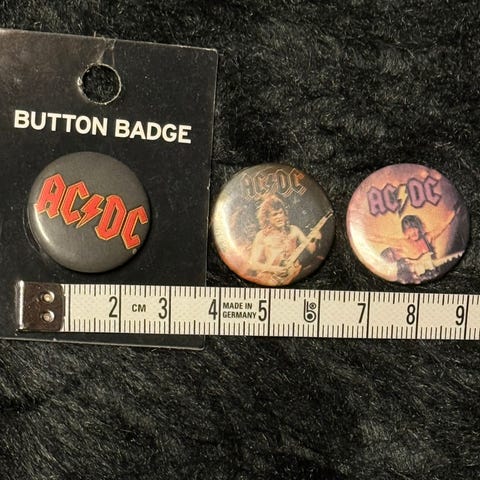 BUTTON BADGE
AC⚡DC
AC⚡DC
AC⚡DC
2 CM 3 4 MADE IN GERMANY 5 b 7 8 9